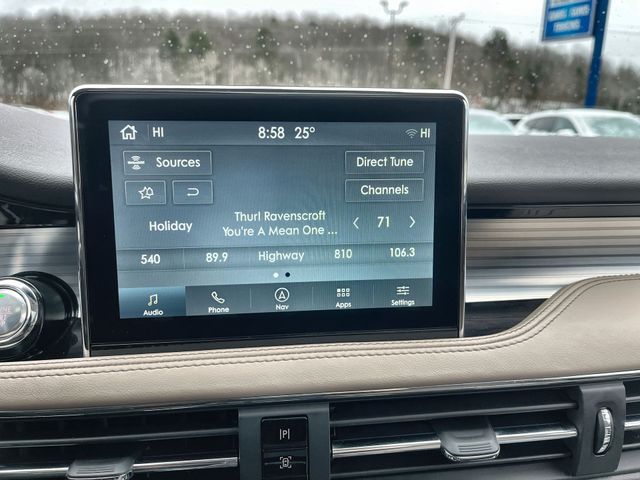 HI 8:58 25° HI
Sources Direct Tune
Channels
Holiday Thurl Ravenscroft 71
You're A Mean One ...
540 89.9 Highway 810 106.3
Audio Phone Nav Apps Settings
|P|